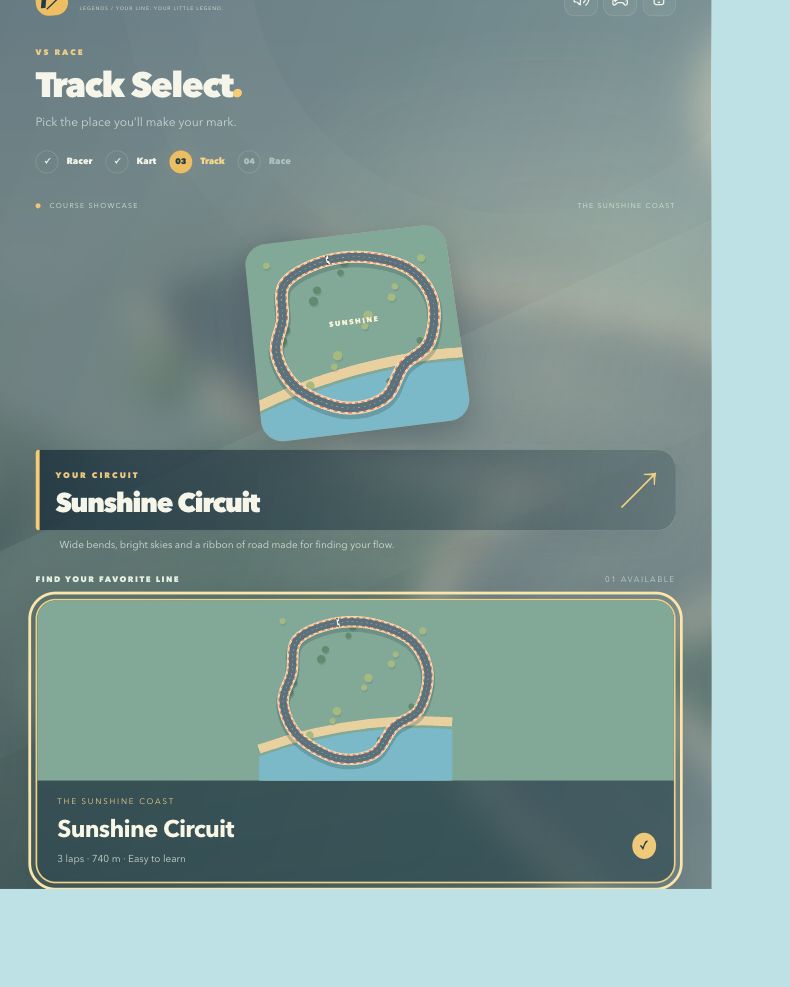 LEGENDS / YOUR LINE. YOUR LITTLE LEGEND.
VS RACE
Track Select.
Pick the place you'll make your mark.
✓ Racer ✓ Kart 03 Track 04 Race
COURSE SHOWCASE THE SUNSHINE COAST
SUNSHINE
YOUR CIRCUIT
Sunshine Circuit
Wide bends, bright skies and a ribbon of road made for finding your flow.
FIND YOUR FAVORITE LINE 01 AVAILABLE
THE SUNSHINE COAST
Sunshine Circuit
3 laps · 740 m · Easy to learn